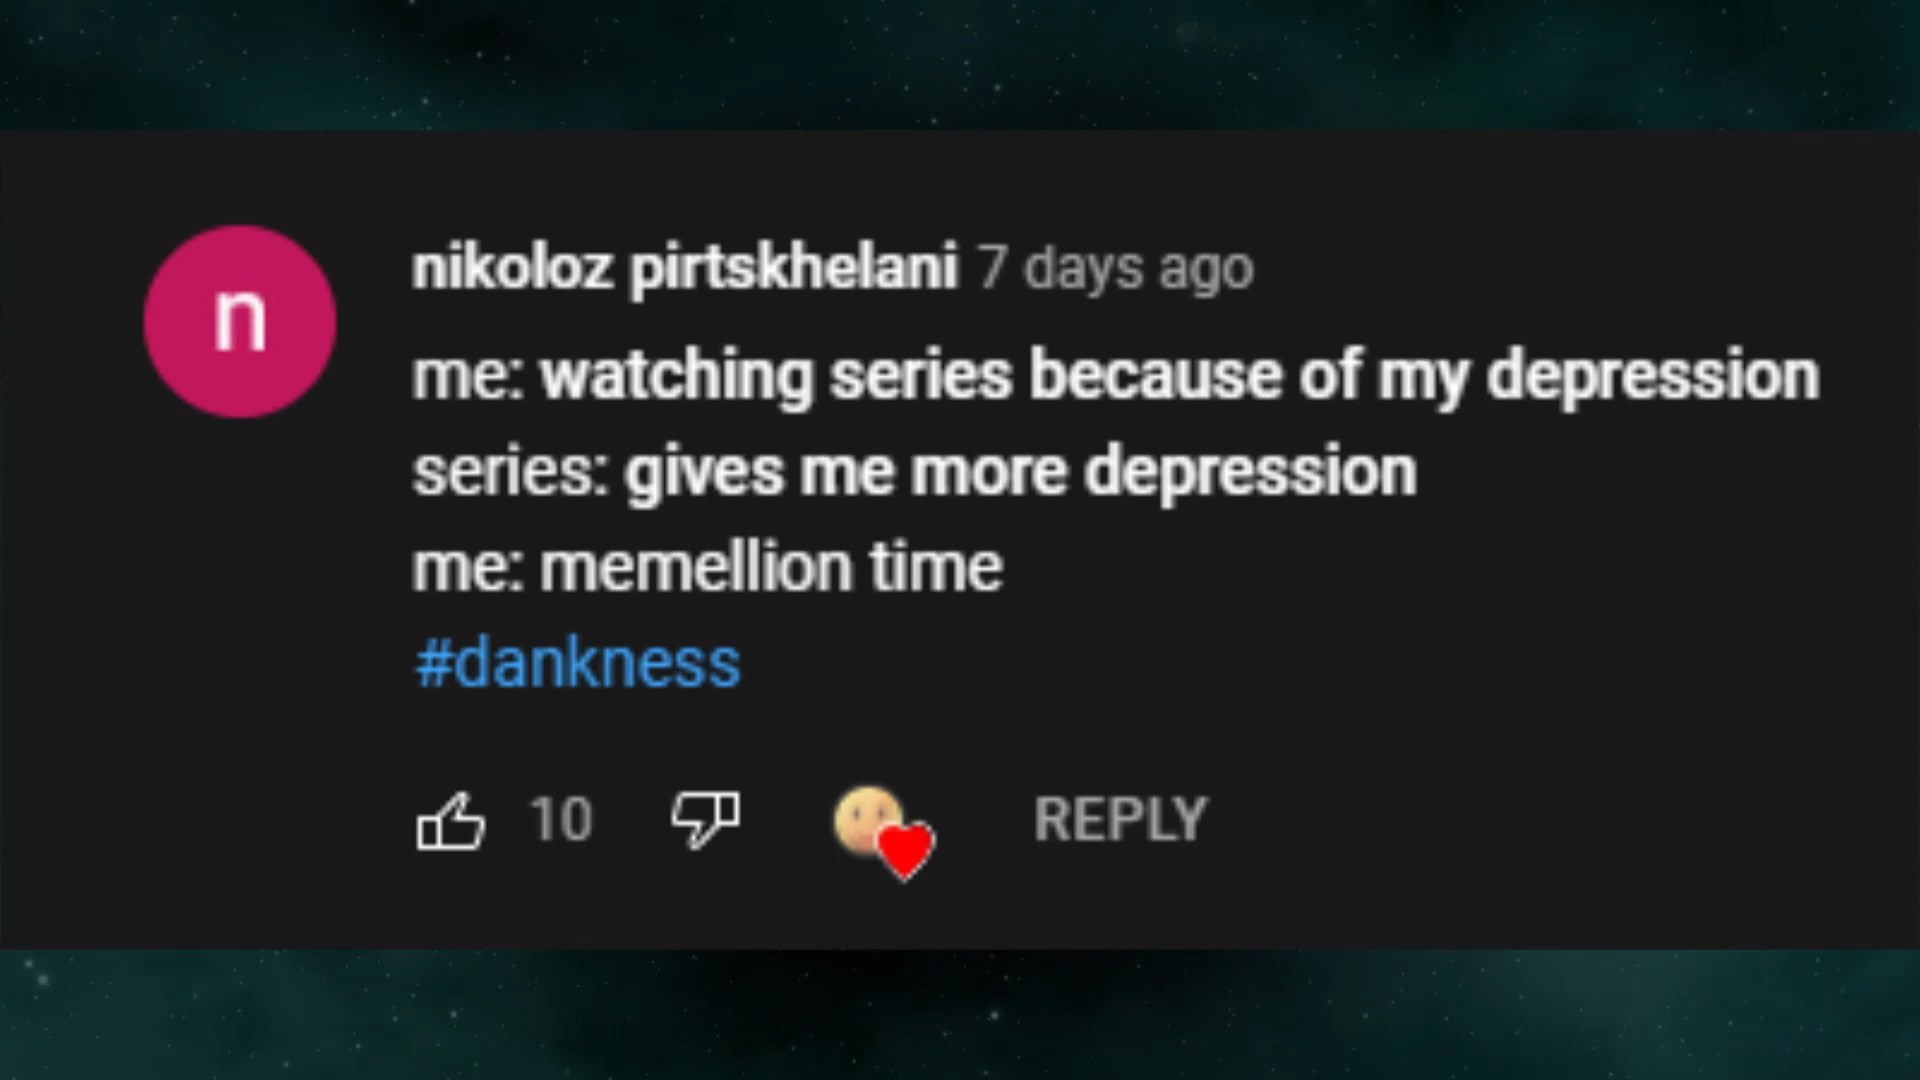 n
nikoloz pirtskhelani 7 days ago
me: watching series because of my depression
series: gives me more depression
me: memellion time
#dankness
10 REPLY